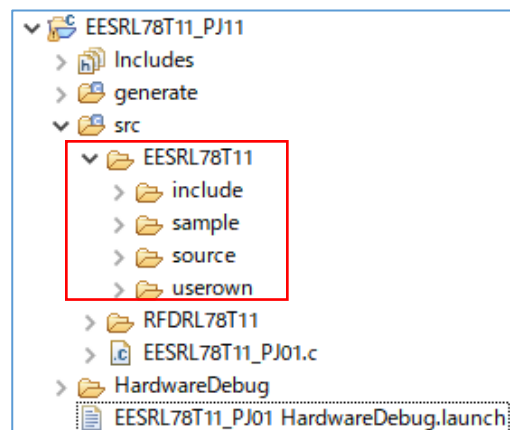 EESRL78T11_PJ11
Includes
generate
src
EESRL78T11
include
sample
source
userown
RFDRL78T11
EESRL78T11_PJ01.c
HardwareDebug
EESRL78T11_PJ01 HardwareDebug.launch